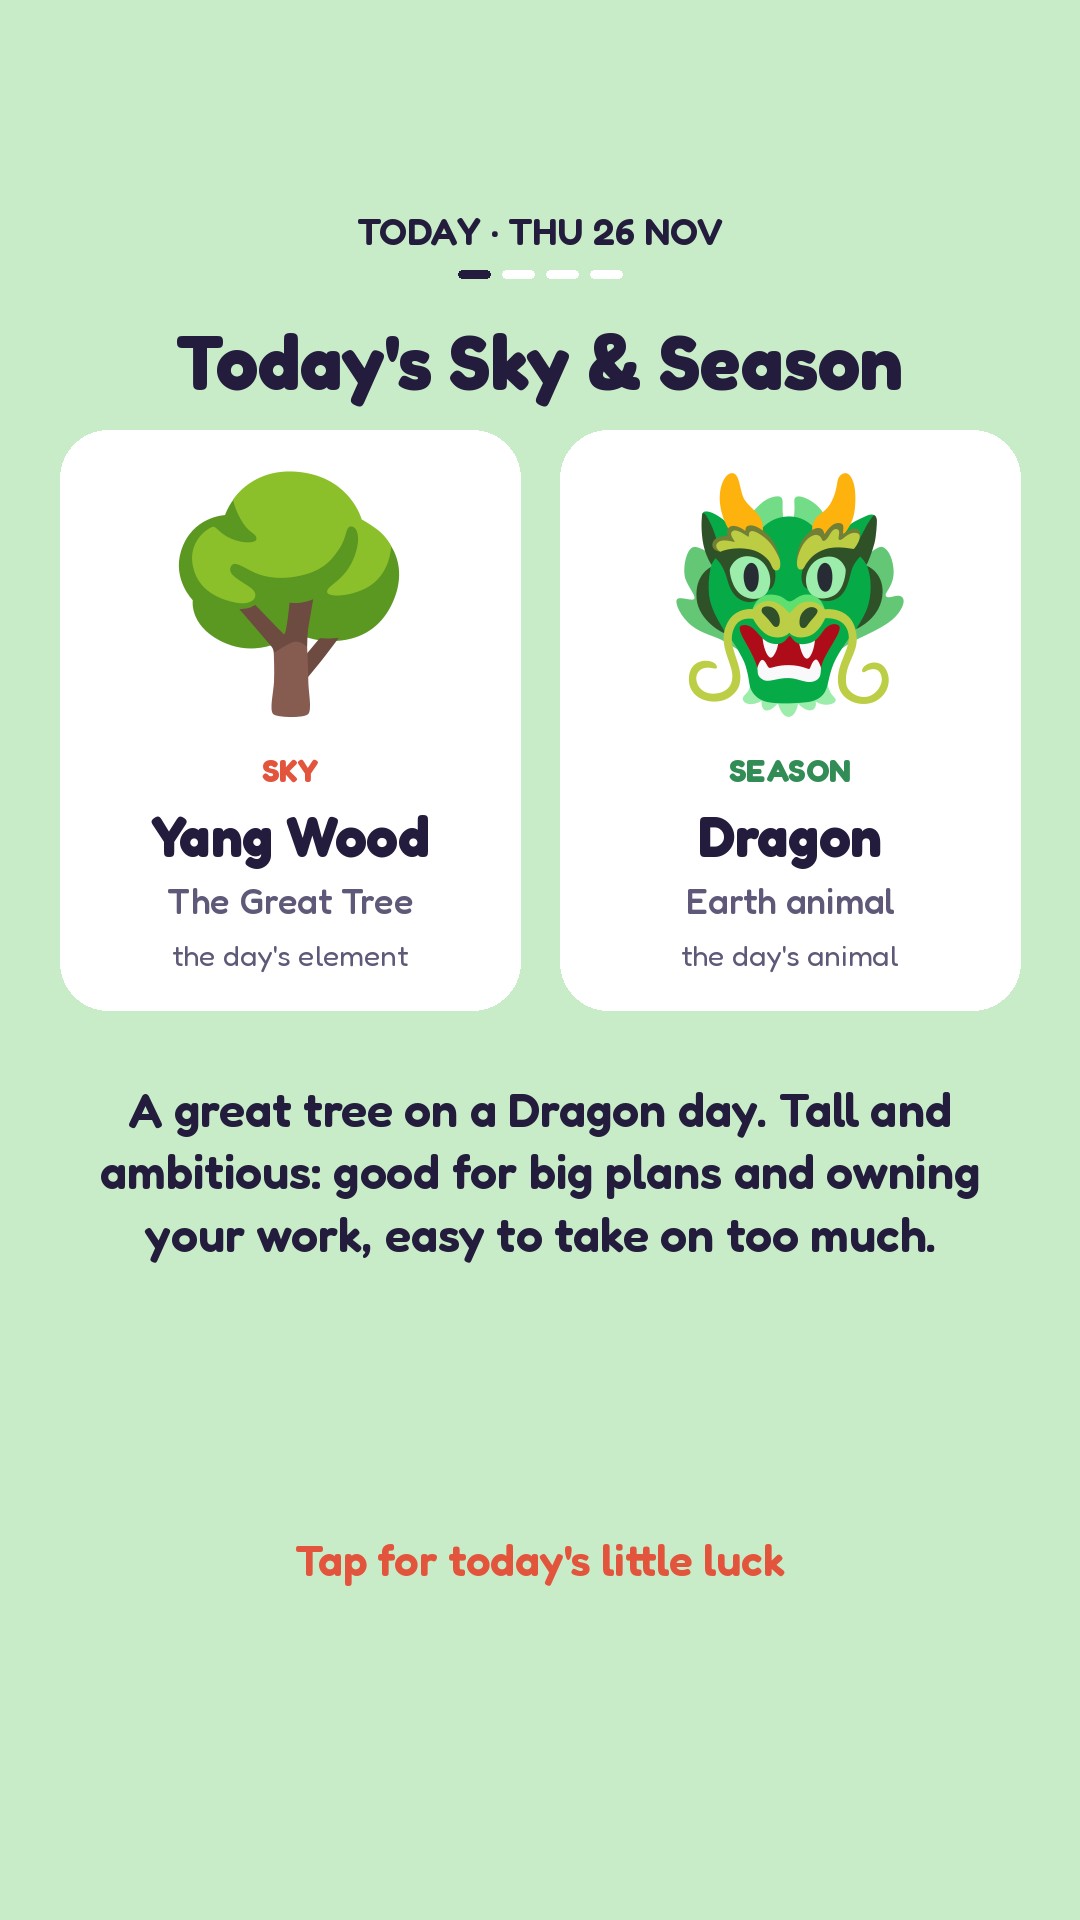 TODAY · THU 26 NOV
Today's Sky & Season
SKY
Yang Wood
The Great Tree
the day's element
SEASON
Dragon
Earth animal
the day's animal
A great tree on a Dragon day. Tall and
ambitious: good for big plans and owning
your work, easy to take on too much.
Tap for today's little luck